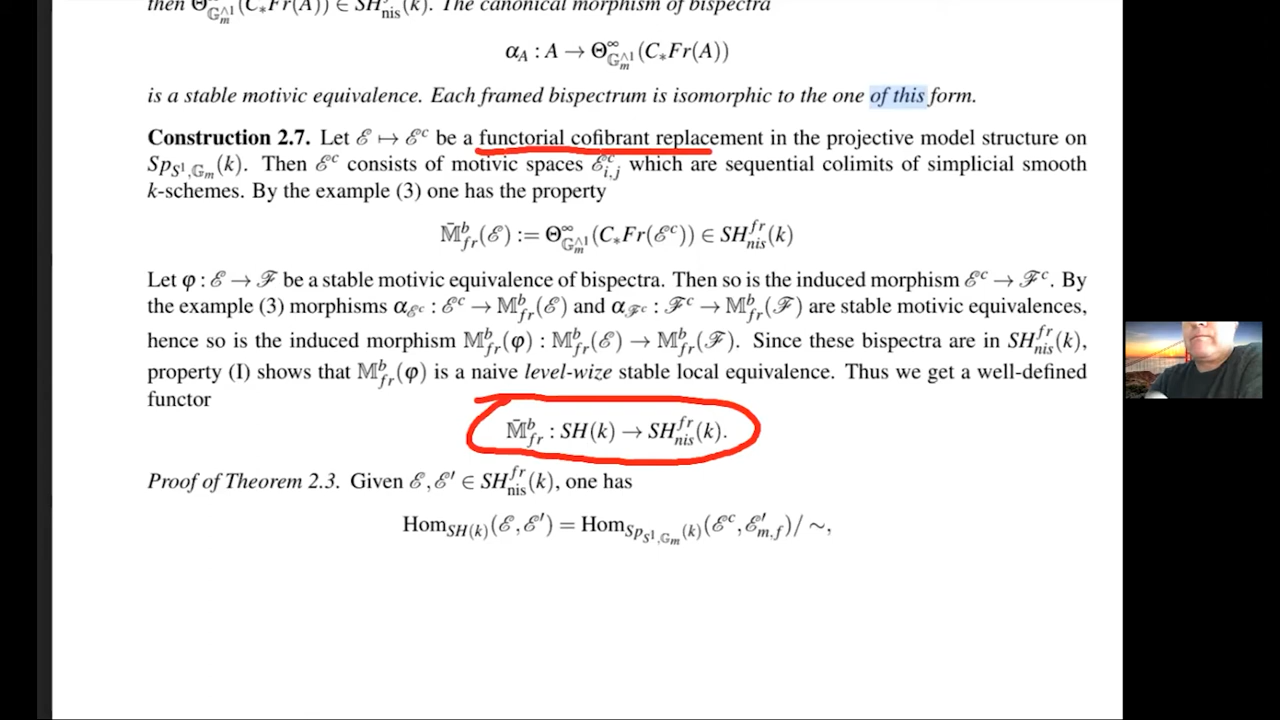 then Θ^∞_{𝔾_m^{∧1}}(C_*Fr(A)) ∈ SH^{fr}_{nis}(k). The canonical morphism of bispectra
α_A : A → Θ^∞_{𝔾_m^{∧1}}(C_*Fr(A))
is a stable motivic equivalence. Each framed bispectrum is isomorphic to the one of this form.
Construction 2.7. Let ℰ ↦ ℰ^c be a functorial cofibrant replacement in the projective model structure on
Sp_{S^1,𝔾_m}(k). Then ℰ^c consists of motivic spaces ℰ^c_{i,j} which are sequential colimits of simplicial smooth
k-schemes. By the example (3) one has the property
𝕄̄^b_{fr}(ℰ) := Θ^∞_{𝔾_m^{∧1}}(C_*Fr(ℰ^c)) ∈ SH^{fr}_{nis}(k)
Let φ : ℰ → ℱ be a stable motivic equivalence of bispectra. Then so is the induced morphism ℰ^c → ℱ^c. By
the example (3) morphisms α_{ℰ^c} : ℰ^c → 𝕄^b_{fr}(ℰ) and α_{ℱ^c} : ℱ^c → 𝕄^b_{fr}(ℱ) are stable motivic equivalences,
hence so is the induced morphism 𝕄^b_{fr}(φ) : 𝕄^b_{fr}(ℰ) → 𝕄^b_{fr}(ℱ). Since these bispectra are in SH^{fr}_{nis}(k),
property (I) shows that 𝕄^b_{fr}(φ) is a naive level-wize stable local equivalence. Thus we get a well-defined
functor
𝕄̄^b_{fr} : SH(k) → SH^{fr}_{nis}(k).
Proof of Theorem 2.3. Given ℰ,ℰ′ ∈ SH^{fr}_{nis}(k), one has
Hom_{SH(k)}(ℰ,ℰ′) = Hom_{Sp_{S^1,𝔾_m}(k)}(ℰ^c,ℰ′_{m,f})/ ∼,